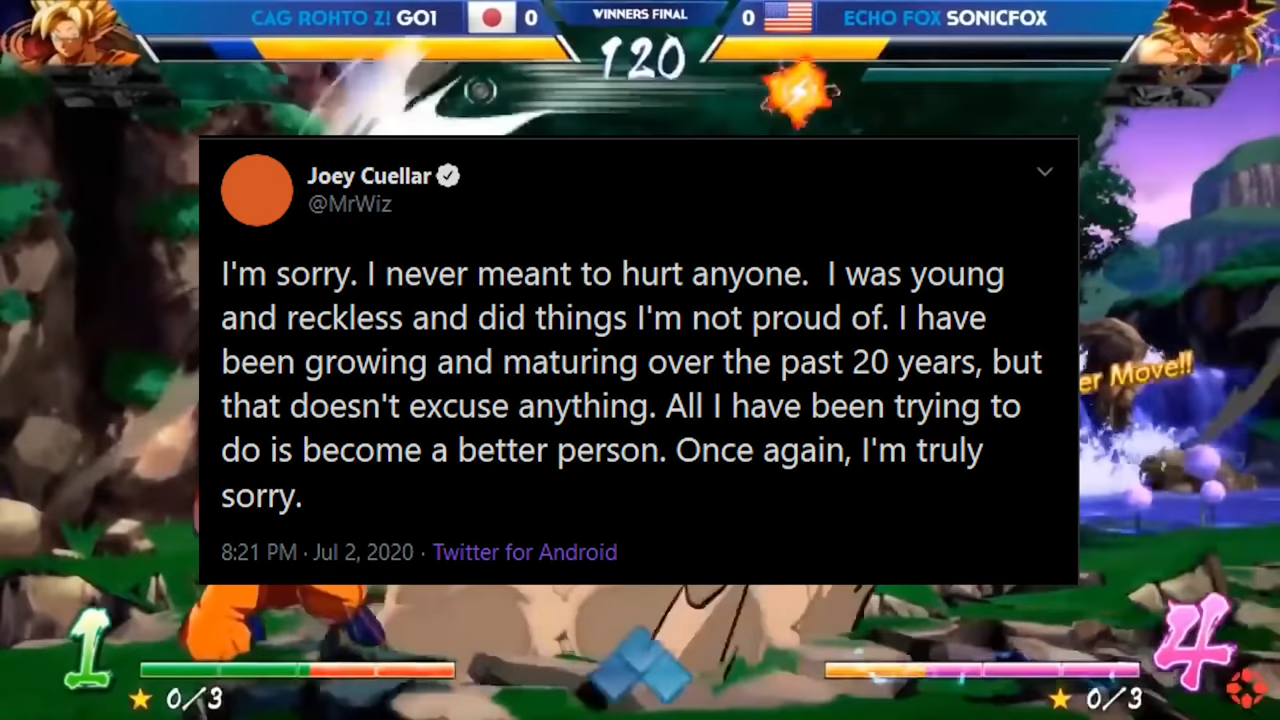 CAG ROHTO Z! GO1 0 WINNERS FINAL 0 ECHO FOX SONICFOX
120
Joey Cuellar
@MrWiz
I'm sorry. I never meant to hurt anyone.  I was young
and reckless and did things I'm not proud of. I have
been growing and maturing over the past 20 years, but
that doesn't excuse anything. All I have been trying to
do is become a better person. Once again, I'm truly
sorry.
8:21 PM · Jul 2, 2020 · Twitter for Android
er Move!!
1
4
0/3
0/3